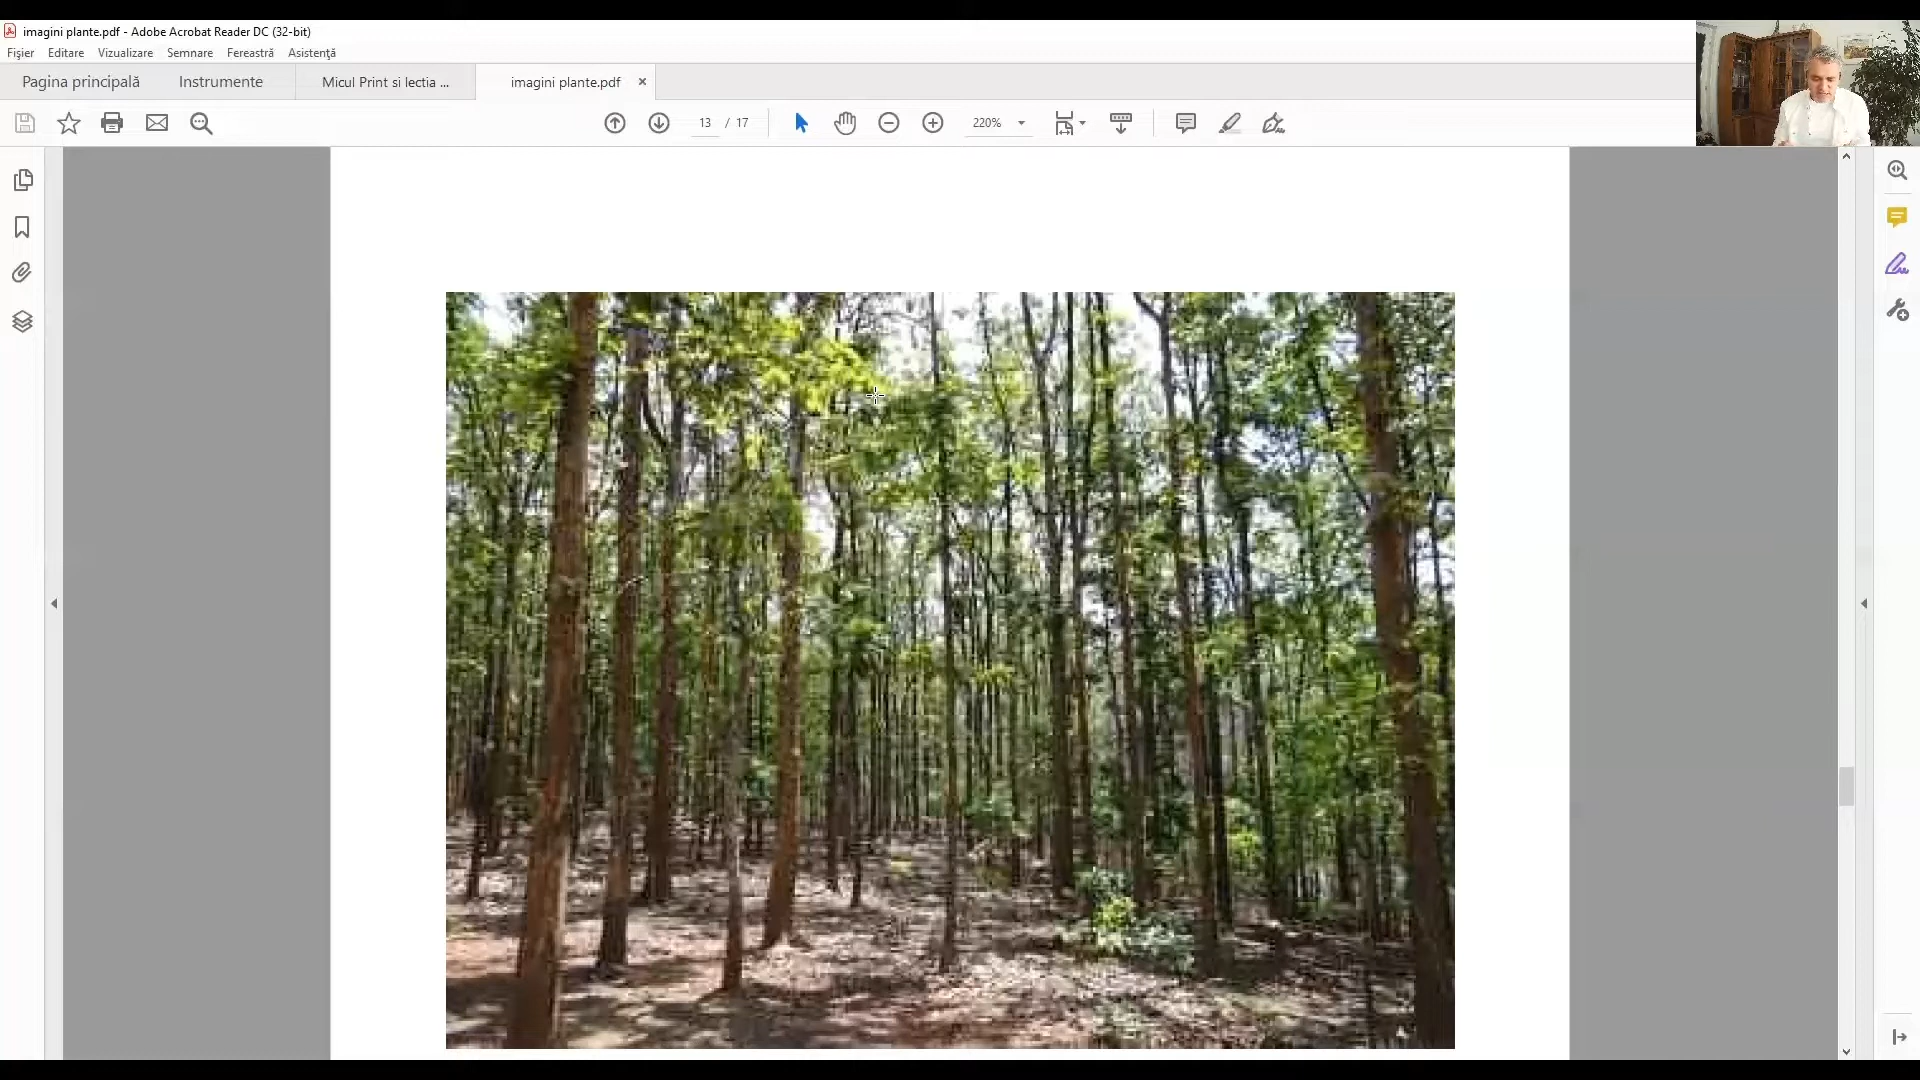 imagini plante.pdf - Adobe Acrobat Reader DC (32-bit)
Fișier Editare Vizualizare Semnare Fereastră Asistență
Pagina principală Instrumente Micul Print si lectia ... imagini plante.pdf ×
13 / 17 220%